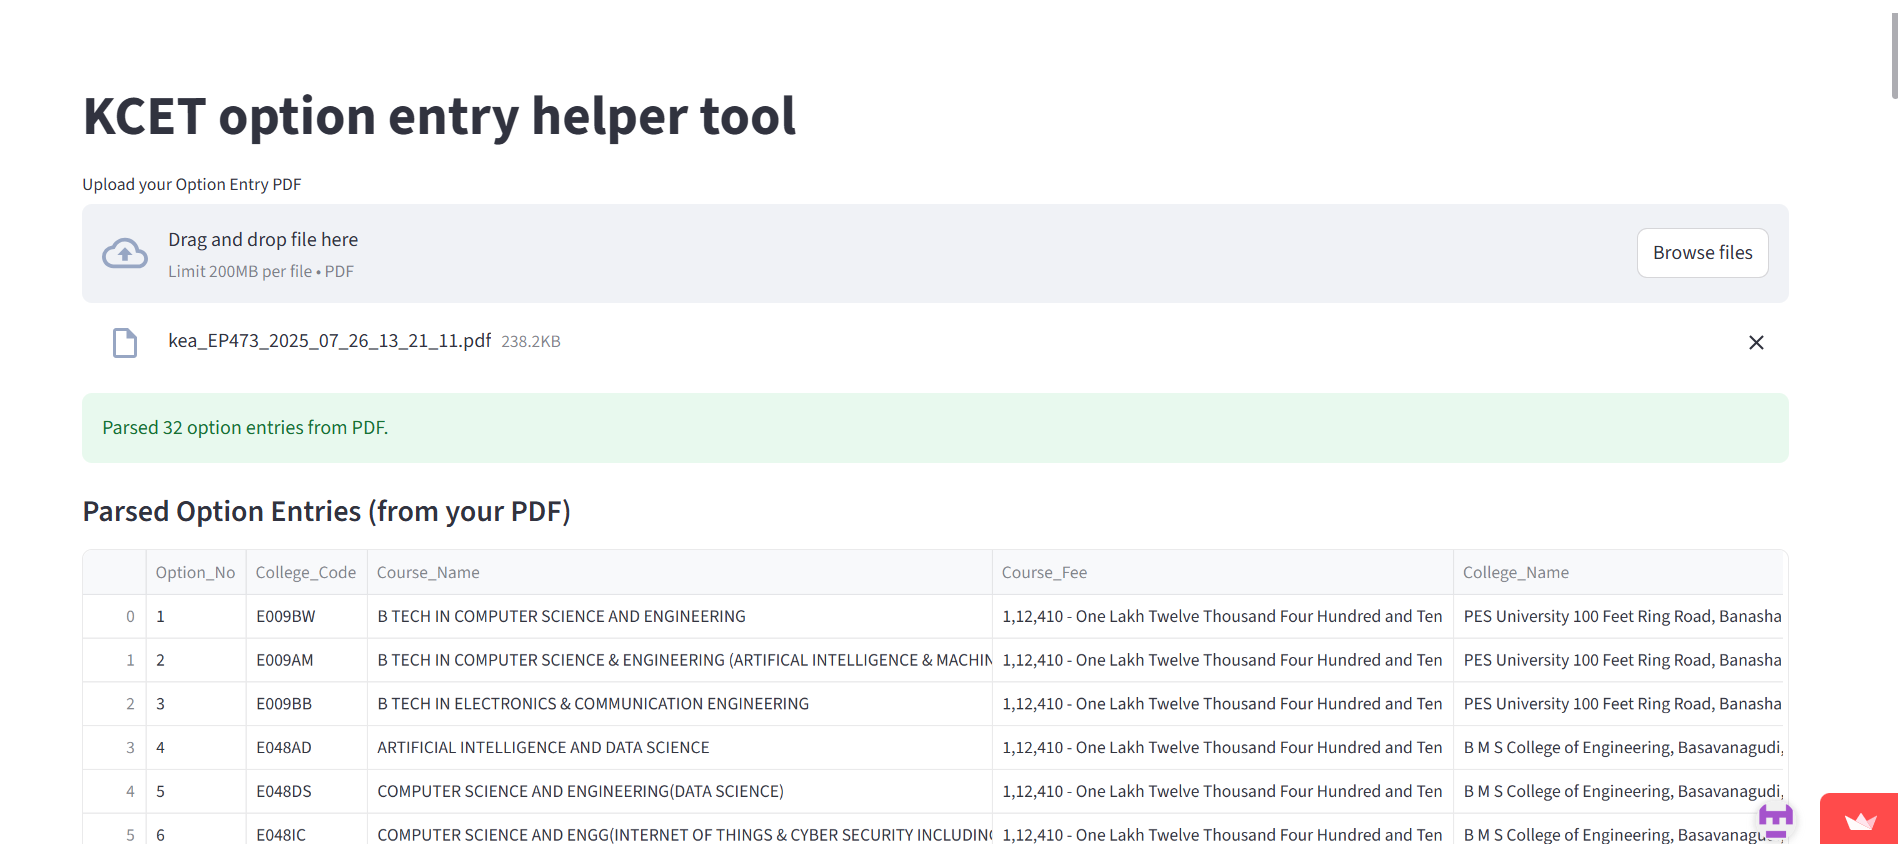 KCET option entry helper tool
Upload your Option Entry PDF
Drag and drop file here
Limit 200MB per file • PDF
Browse files
kea_EP473_2025_07_26_13_21_11.pdf 238.2KB
Parsed 32 option entries from PDF.
Parsed Option Entries (from your PDF)
Option_No College_Code Course_Name Course_Fee College_Name
0 1 E009BW B TECH IN COMPUTER SCIENCE AND ENGINEERING 1,12,410 - One Lakh Twelve Thousand Four Hundred and Ten PES University 100 Feet Ring Road, Banasha
1 2 E009AM B TECH IN COMPUTER SCIENCE & ENGINEERING (ARTIFICAL INTELLIGENCE & MACHIN 1,12,410 - One Lakh Twelve Thousand Four Hundred and Ten PES University 100 Feet Ring Road, Banasha
2 3 E009BB B TECH IN ELECTRONICS & COMMUNICATION ENGINEERING 1,12,410 - One Lakh Twelve Thousand Four Hundred and Ten PES University 100 Feet Ring Road, Banasha
3 4 E048AD ARTIFICIAL INTELLIGENCE AND DATA SCIENCE 1,12,410 - One Lakh Twelve Thousand Four Hundred and Ten B M S College of Engineering, Basavanagudi,
4 5 E048DS COMPUTER SCIENCE AND ENGINEERING(DATA SCIENCE) 1,12,410 - One Lakh Twelve Thousand Four Hundred and Ten B M S College of Engineering, Basavanagudi,
5 6 E048IC COMPUTER SCIENCE AND ENGG(INTERNET OF THINGS & CYBER SECURITY INCLUDING 1,12,410 - One Lakh Twelve Thousand Four Hundred and Ten B M S College of Engineering,